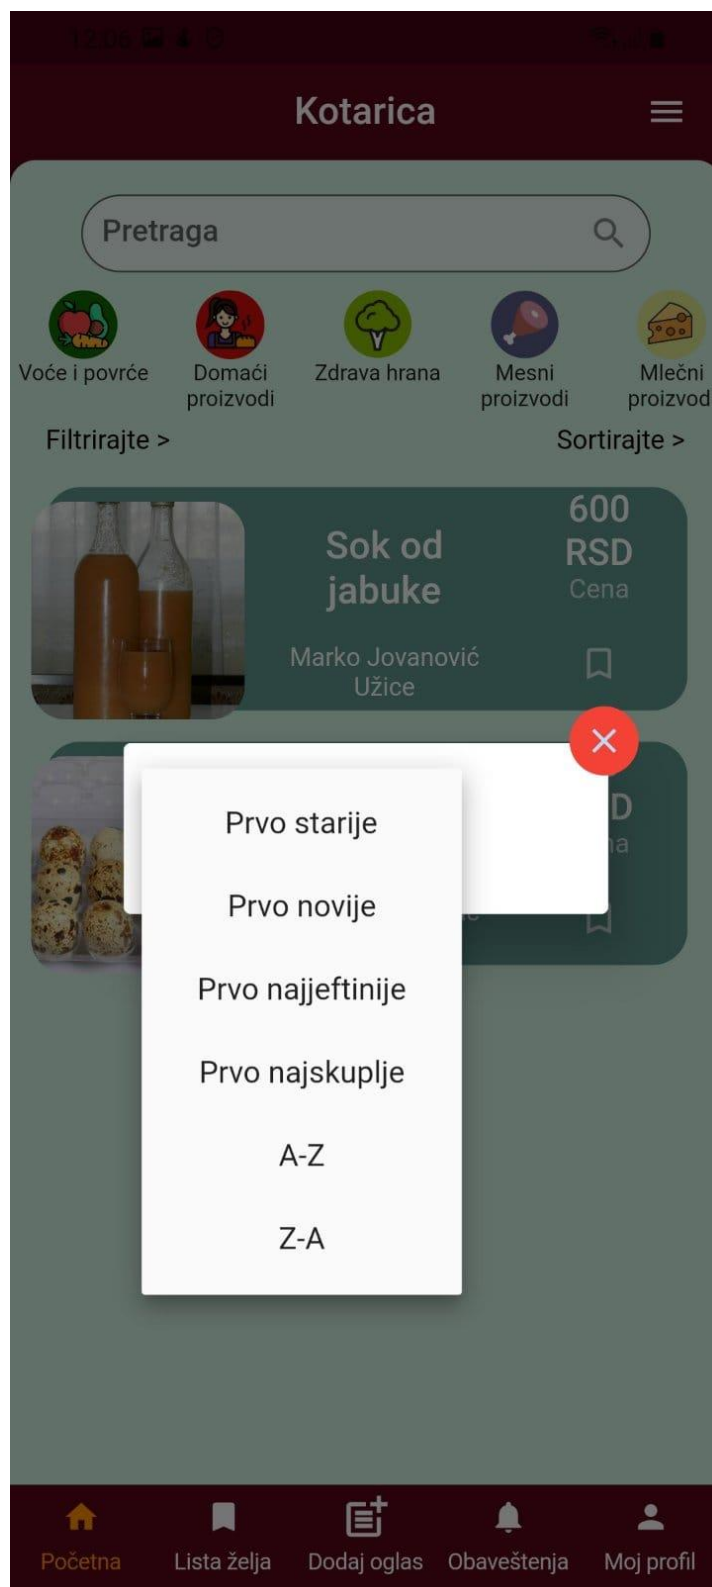 12:06
Kotarica
Pretraga
Voće i povrće
Domaći
proizvodi
Zdrava hrana
Mesni
proizvodi
Mlečni
proizvod
Filtrirajte >
Sortirajte >
Sok od
jabuke
600
RSD
Cena
Marko Jovanović
Užice
Prvo starije
Prvo novije
Prvo najjeftinije
Prvo najskuplje
A-Z
Z-A
Početna
Lista želja
Dodaj oglas
Obaveštenja
Moj profil